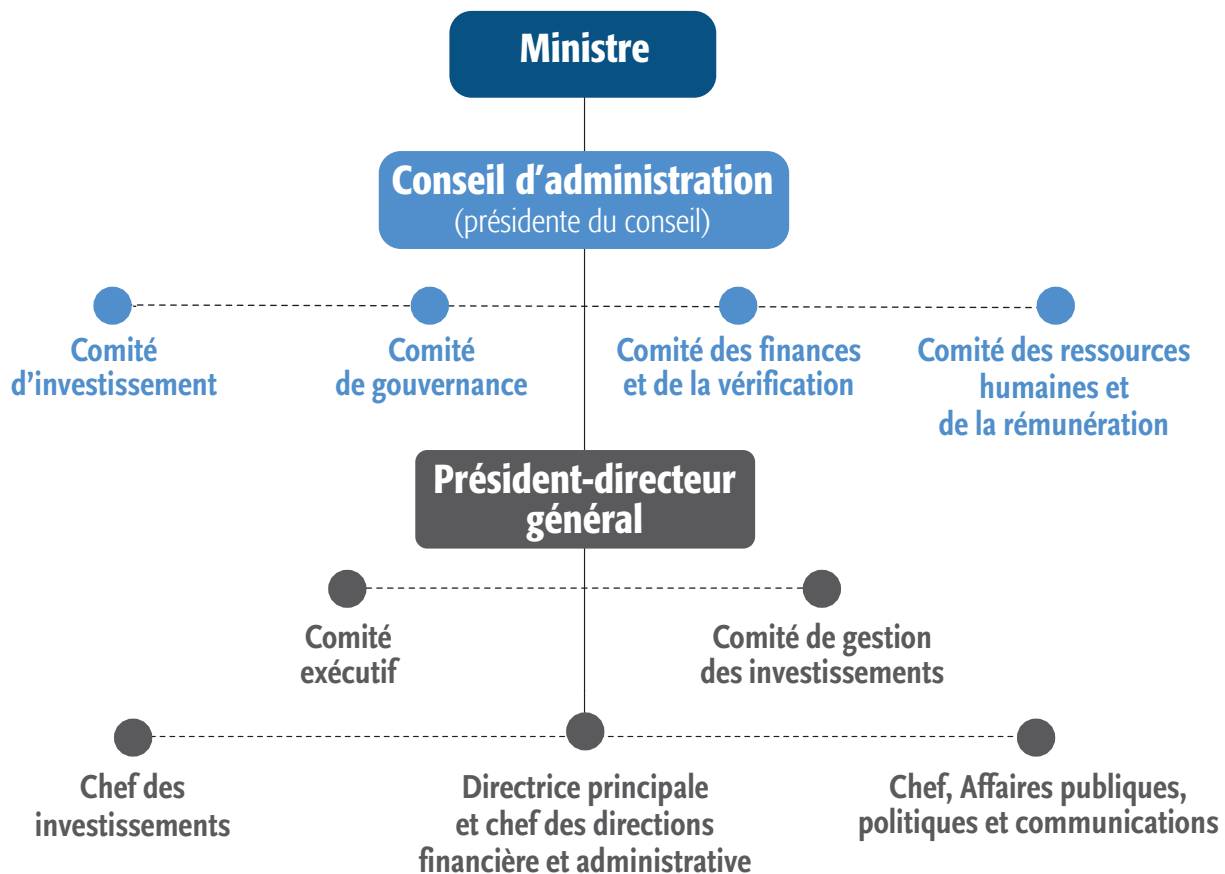 Ministre
Conseil d’administration
(présidente du conseil)
Comité
d’investissement
Comité
de gouvernance
Comité des finances
et de la vérification
Comité des ressources
humaines et
de la rémunération
Président-directeur
général
Comité
exécutif
Comité de gestion
des investissements
Chef des
investissements
Directrice principale
et chef des directions
financière et administrative
Chef, Affaires publiques,
politiques et communications